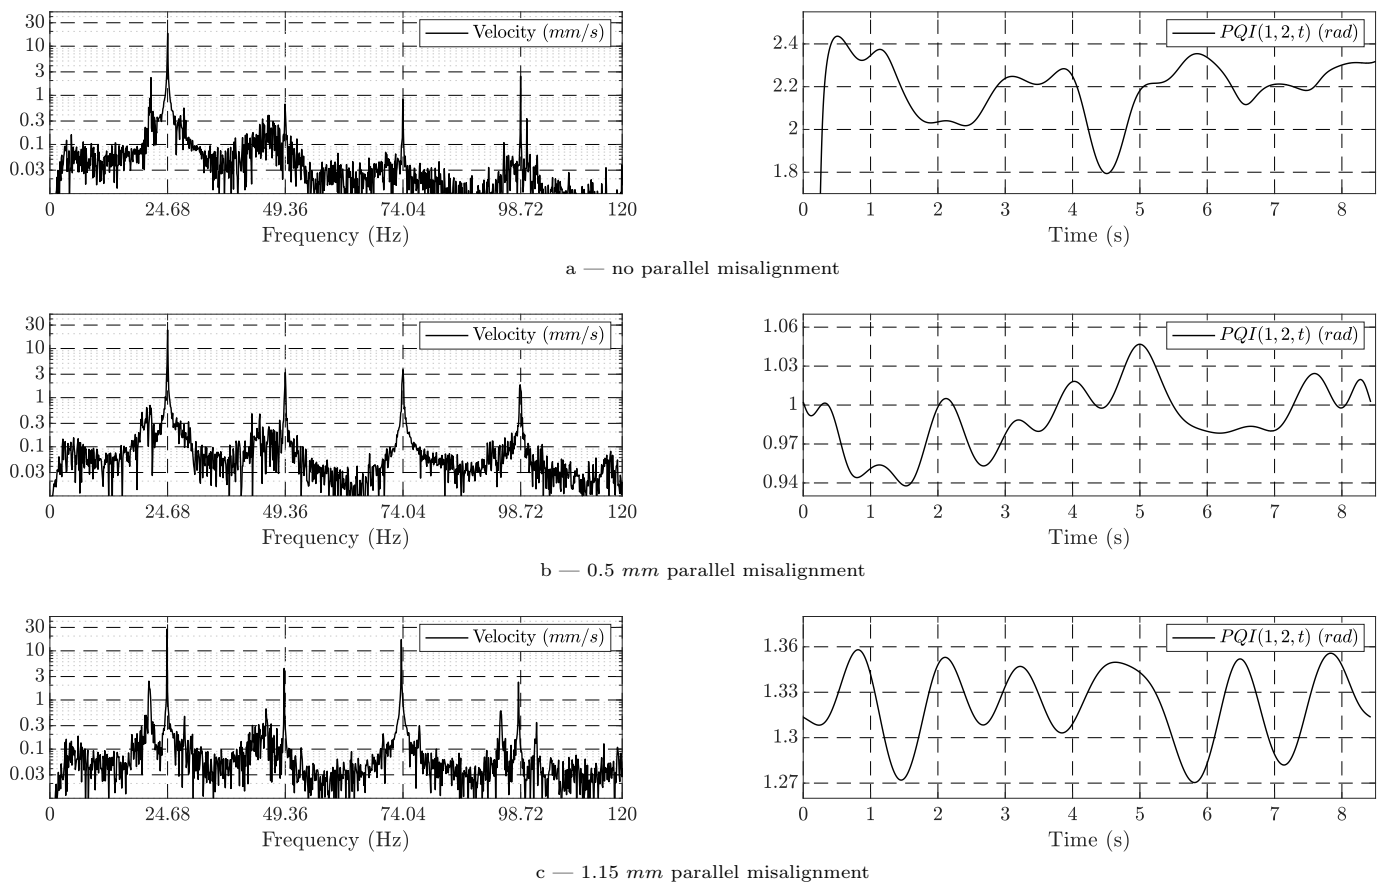 30
10
3
1
0.3
0.1
0.03
Velocity (mm/s)
0 24.68 49.36 74.04 98.72 120
Frequency (Hz)
2.4
2.2
2
1.8
PQI(1, 2, t) (rad)
0 1 2 3 4 5 6 7 8
Time (s)
a — no parallel misalignment
30
10
3
1
0.3
0.1
0.03
Velocity (mm/s)
0 24.68 49.36 74.04 98.72 120
Frequency (Hz)
1.06
1.03
1
0.97
0.94
PQI(1, 2, t) (rad)
0 1 2 3 4 5 6 7 8
Time (s)
b — 0.5 mm parallel misalignment
30
10
3
1
0.3
0.1
0.03
Velocity (mm/s)
0 24.68 49.36 74.04 98.72 120
Frequency (Hz)
1.36
1.33
1.3
1.27
PQI(1, 2, t) (rad)
0 1 2 3 4 5 6 7 8
Time (s)
c — 1.15 mm parallel misalignment